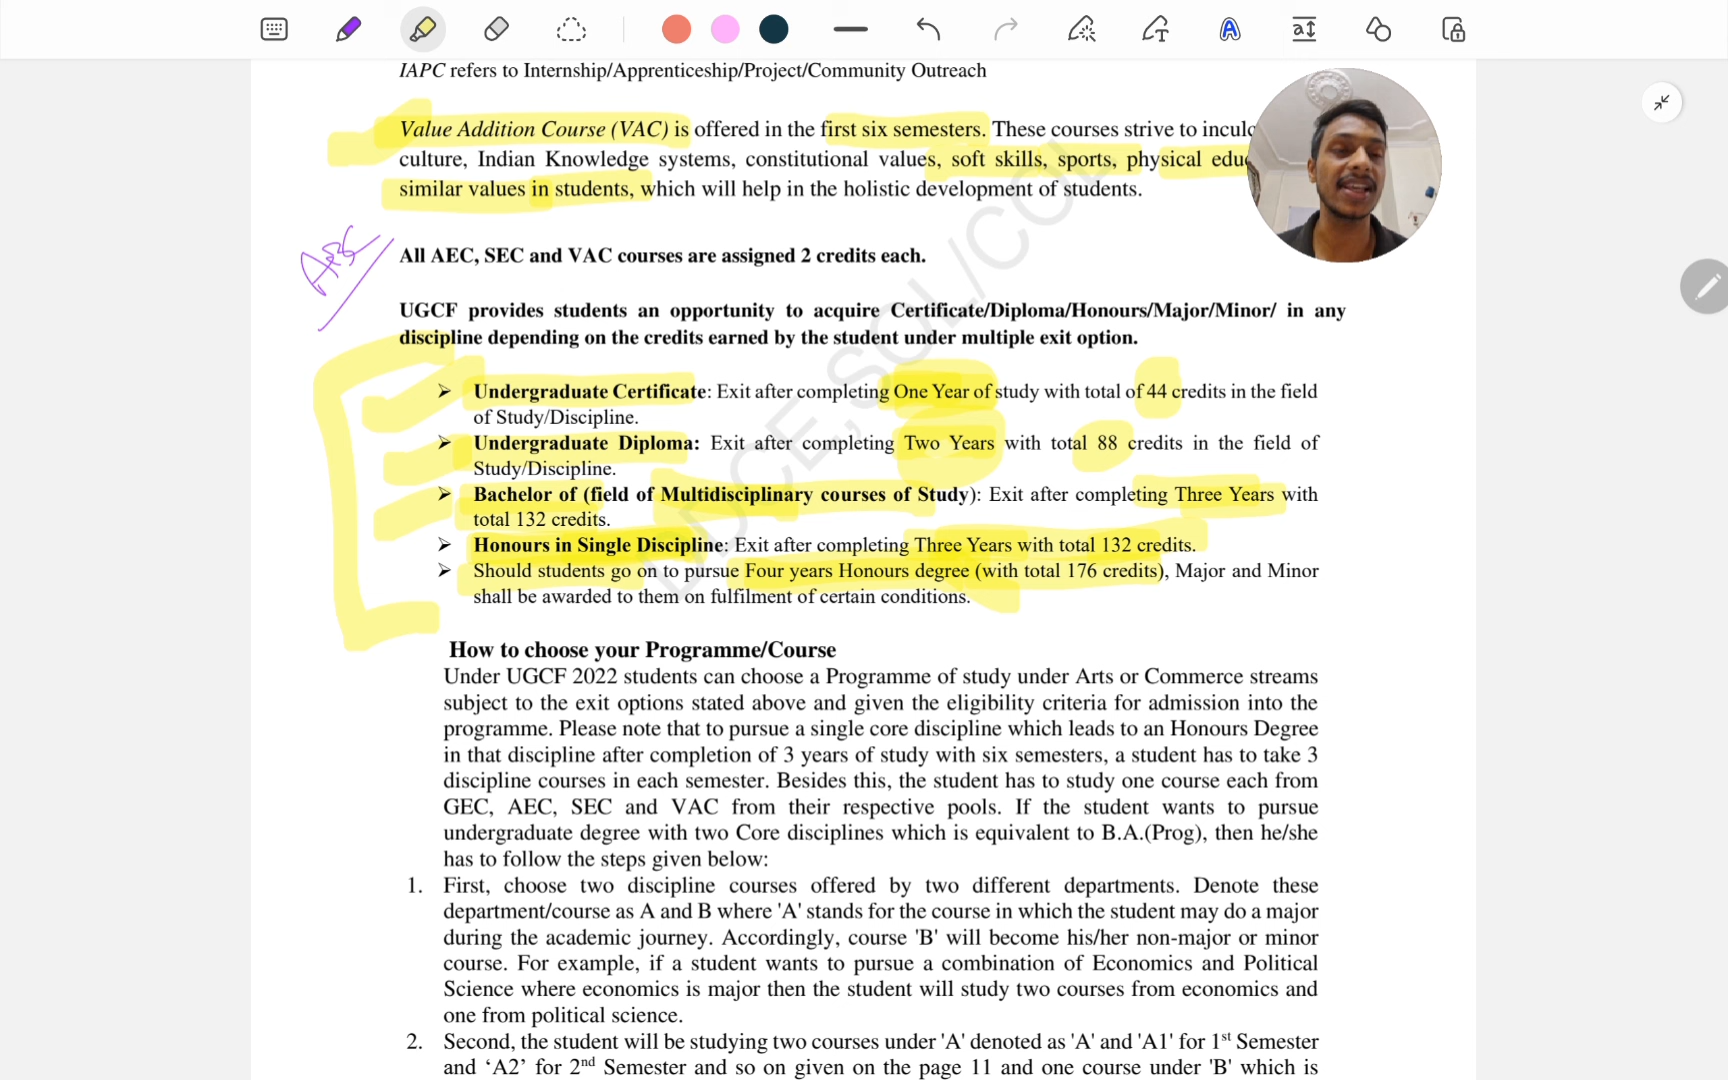 IAPC refers to Internship/Apprenticeship/Project/Community Outreach
Value Addition Course (VAC) is offered in the first six semesters. These courses strive to
culture, Indian Knowledge systems, constitutional values, soft skills, sports, physical
similar values in students, which will help in the holistic development of students.
All AEC, SEC and VAC courses are assigned 2 credits each.
UGCF provides students an opportunity to acquire Certificate/Diploma/Honours/Major/Minor/ in any
discipline depending on the credits earned by the student under multiple exit option.
➢ Undergraduate Certificate: Exit after completing One Year of study with total of 44 credits in the field
of Study/Discipline.
➢ Undergraduate Diploma: Exit after completing Two Years with total 88 credits in the field of
Study/Discipline.
➢ Bachelor of (field of Multidisciplinary courses of Study): Exit after completing Three Years with
total 132 credits.
➢ Honours in Single Discipline: Exit after completing Three Years with total 132 credits.
➢ Should students go on to pursue Four years Honours degree (with total 176 credits), Major and Minor
shall be awarded to them on fulfilment of certain conditions.
How to choose your Programme/Course
Under UGCF 2022 students can choose a Programme of study under Arts or Commerce streams
subject to the exit options stated above and given the eligibility criteria for admission into the
programme. Please note that to pursue a single core discipline which leads to an Honours Degree
in that discipline after completion of 3 years of study with six semesters, a student has to take 3
discipline courses in each semester. Besides this, the student has to study one course each from
GEC, AEC, SEC and VAC from their respective pools. If the student wants to pursue
undergraduate degree with two Core disciplines which is equivalent to B.A.(Prog), then he/she
has to follow the steps given below:
1. First, choose two discipline courses offered by two different departments. Denote these
department/course as A and B where 'A' stands for the course in which the student may do a major
during the academic journey. Accordingly, course 'B' will become his/her non-major or minor
course. For example, if a student wants to pursue a combination of Economics and Political
Science where economics is major then the student will study two courses from economics and
one from political science.
2. Second, the student will be studying two courses under 'A' denoted as 'A' and 'A1' for 1st Semester
and ‘A2’ for 2nd Semester and so on given on the page 11 and one course under 'B' which is